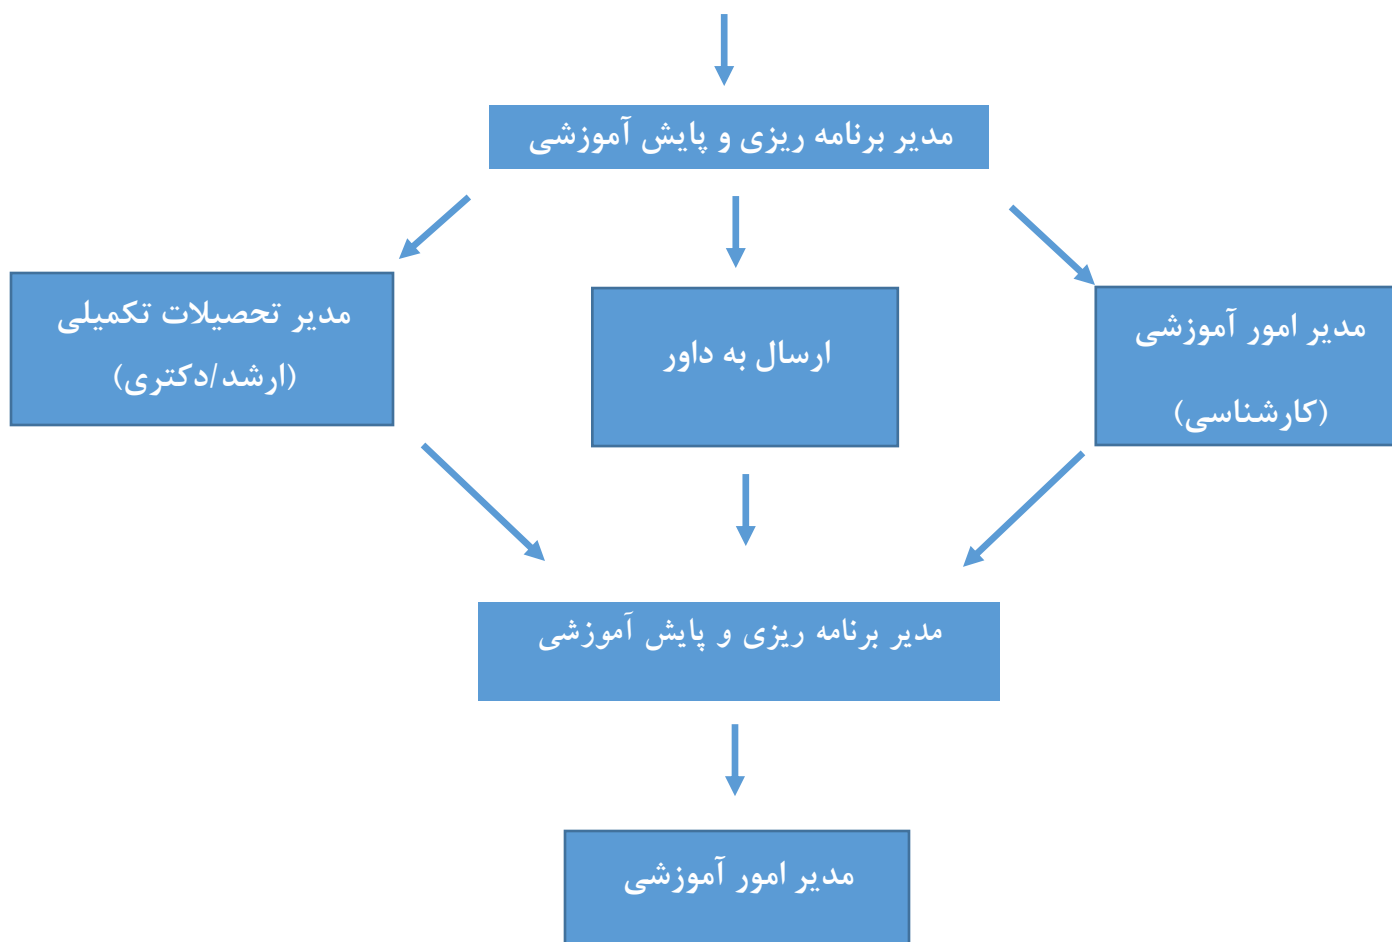 مدیر برنامه ریزی و پایش آموزشی
مدیر امور آموزشی
(کارشناسی)
ارسال به داور
مدیر تحصیلات تکمیلی
(ارشد/دکتری)
مدیر برنامه ریزی و پایش آموزشی
مدیر امور آموزشی